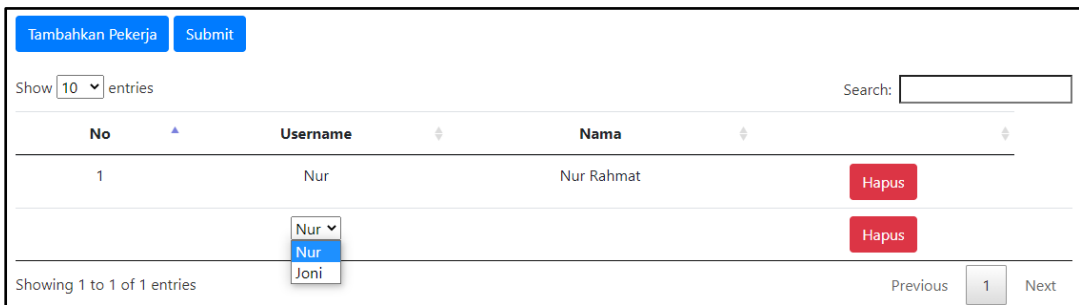 Tambahkan Pekerja Submit
Show 10 entries Search:
No Username Nama
1 Nur Nur Rahmat Hapus
Nur Hapus
Nur
Joni
Showing 1 to 1 of 1 entries Previous 1 Next